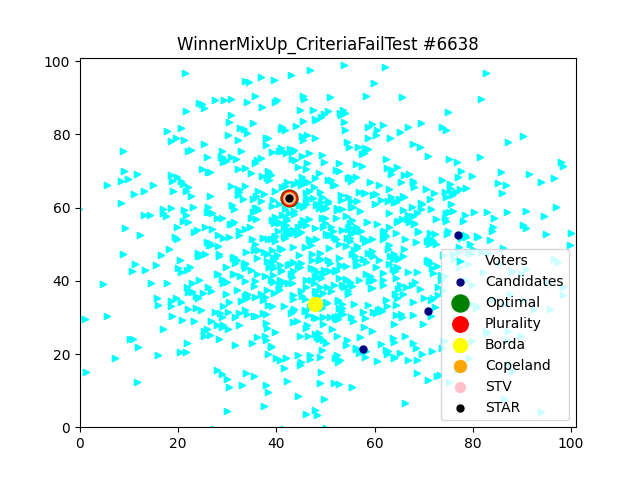 WinnerMixUp_CriteriaFailTest #6638
100
80
60
40
20
0
0 20 40 60 80 100
Voters
Candidates
Optimal
Plurality
Borda
Copeland
STV
STAR